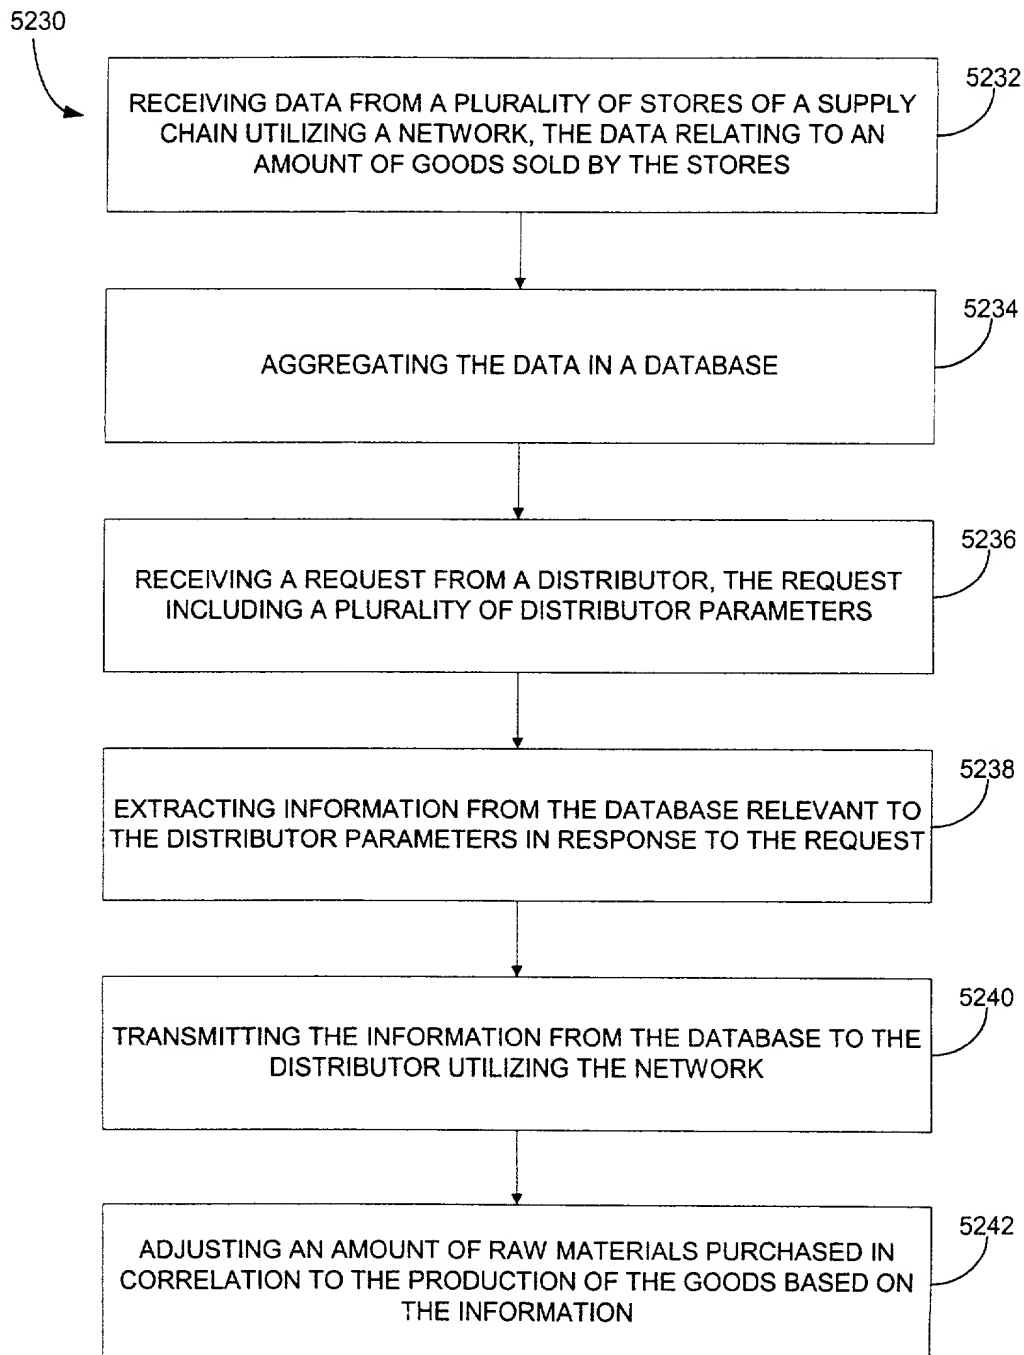 5230
5232
RECEIVING DATA FROM A PLURALITY OF STORES OF A SUPPLY
CHAIN UTILIZING A NETWORK, THE DATA RELATING TO AN
AMOUNT OF GOODS SOLD BY THE STORES
5234
AGGREGATING THE DATA IN A DATABASE
5236
RECEIVING A REQUEST FROM A DISTRIBUTOR, THE REQUEST
INCLUDING A PLURALITY OF DISTRIBUTOR PARAMETERS
5238
EXTRACTING INFORMATION FROM THE DATABASE RELEVANT TO
THE DISTRIBUTOR PARAMETERS IN RESPONSE TO THE REQUEST
5240
TRANSMITTING THE INFORMATION FROM THE DATABASE TO THE
DISTRIBUTOR UTILIZING THE NETWORK
5242
ADJUSTING AN AMOUNT OF RAW MATERIALS PURCHASED IN
CORRELATION TO THE PRODUCTION OF THE GOODS BASED ON
THE INFORMATION